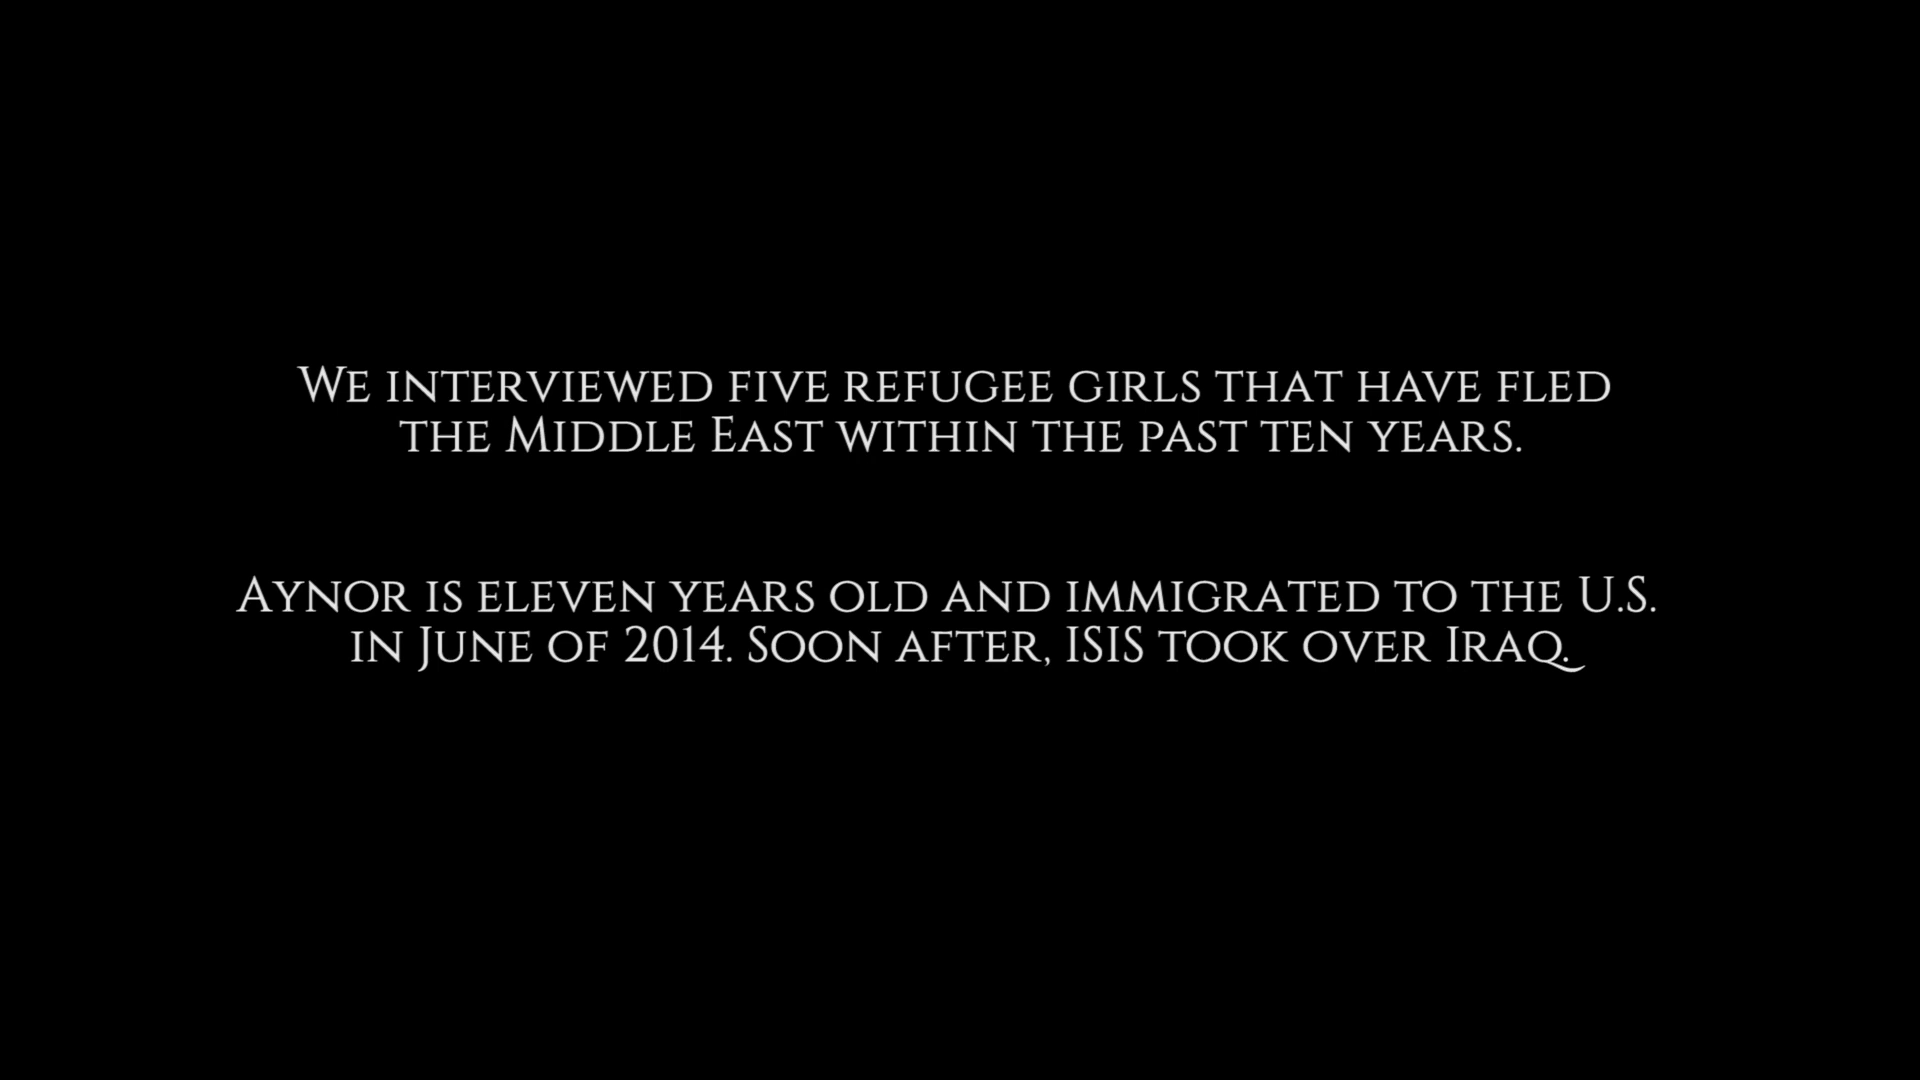 We interviewed five refugee girls that have fled
the Middle East within the past ten years.
Aynor is eleven years old and immigrated to the U.S.
in June of 2014. Soon after, ISIS took over Iraq.